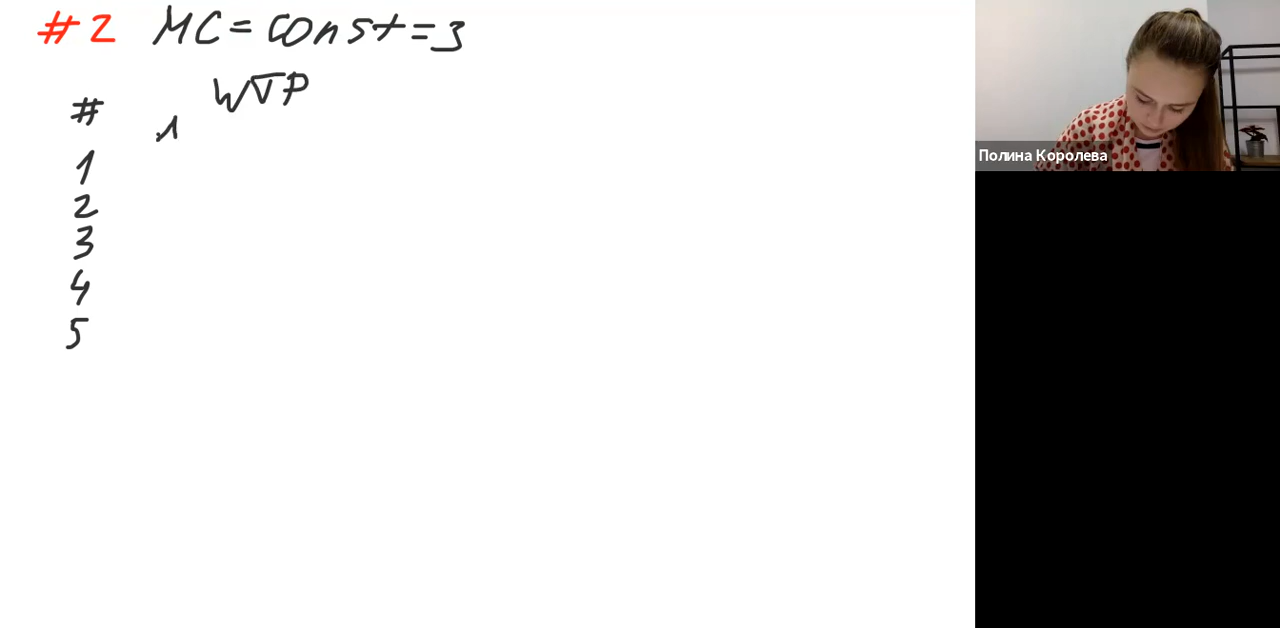 #2 MC = const = 3
# WTP
1
1
2
3
4
5
Полина Королева